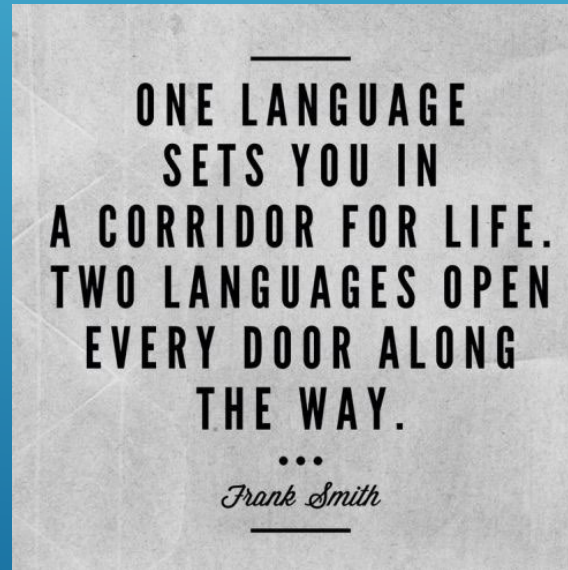 ONE LANGUAGE
SETS YOU IN
A CORRIDOR FOR LIFE.
TWO LANGUAGES OPEN
EVERY DOOR ALONG
THE WAY.
...
Frank Smith